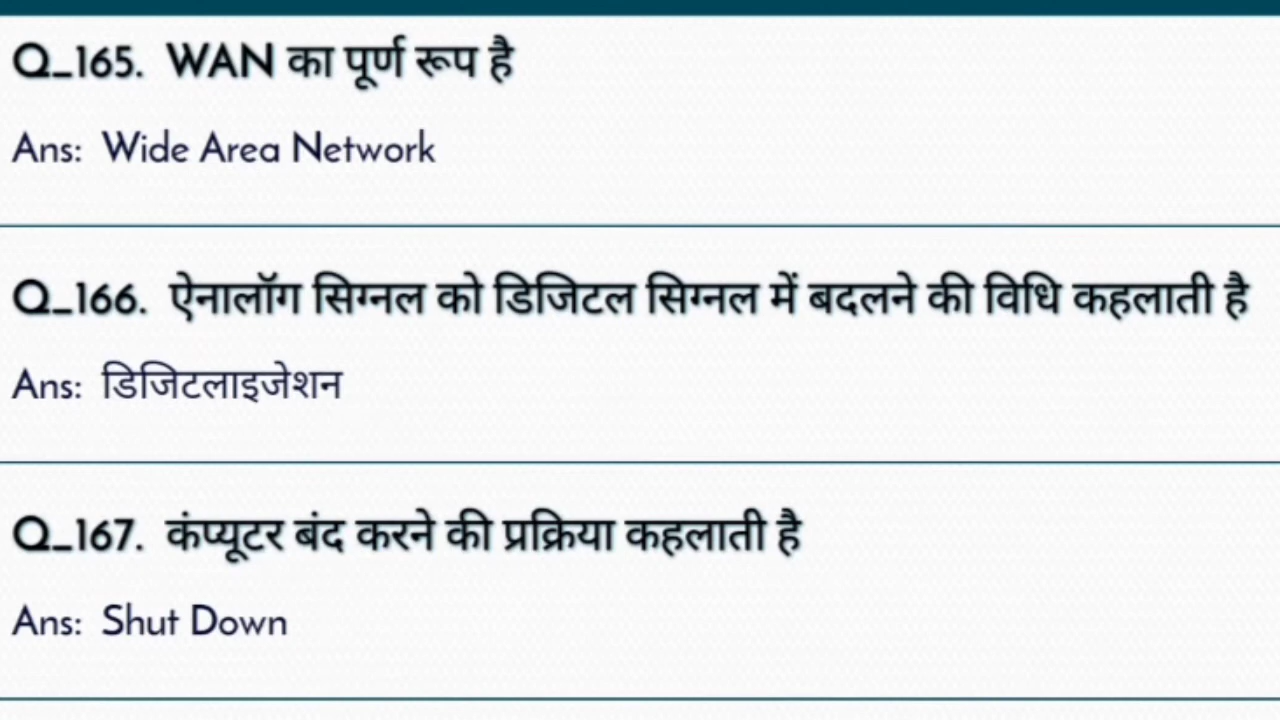 Q_165. WAN का पूर्ण रूप है
Ans: Wide Area Network
Q_166. ऐनालॉग सिग्नल को डिजिटल सिग्नल में बदलने की विधि कहलाती है
Ans: डिजिटलाइजेशन
Q_167. कंप्यूटर बंद करने की प्रक्रिया कहलाती है
Ans: Shut Down